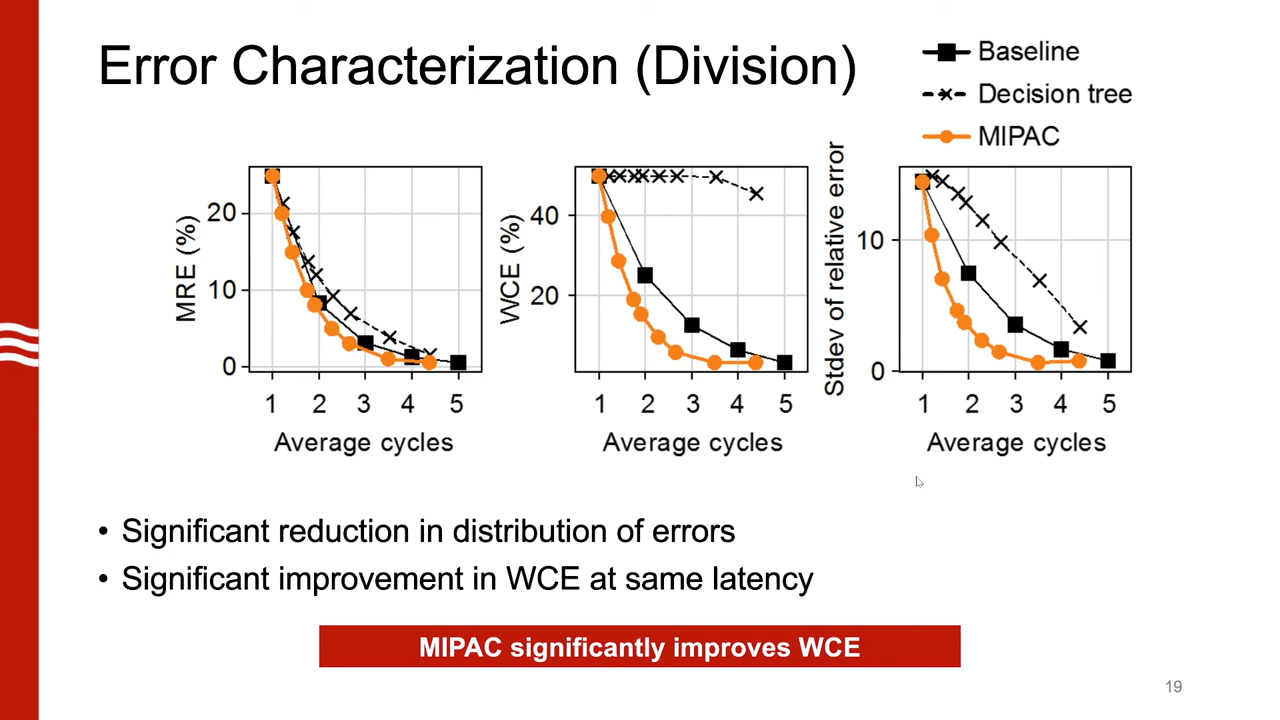 Error Characterization (Division)
Baseline
Decision tree
MIPAC
MRE (%)
20
10
0
1 2 3 4 5
Average cycles
WCE (%)
40
20
1 2 3 4 5
Average cycles
Stdev of relative error
10
0
1 2 3 4 5
Average cycles
• Significant reduction in distribution of errors
• Significant improvement in WCE at same latency
MIPAC significantly improves WCE
19